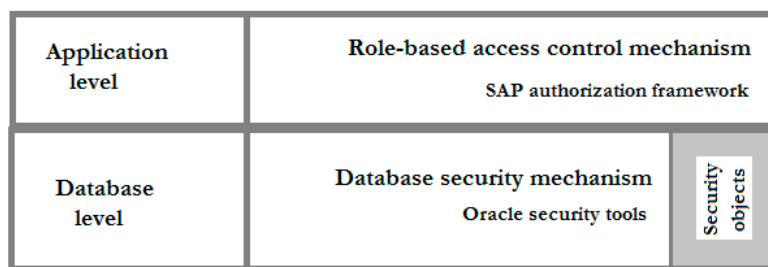 Application
level
Role-based access control mechanism
SAP authorization framework
Database
level
Database security mechanism
Oracle security tools
Security
objects